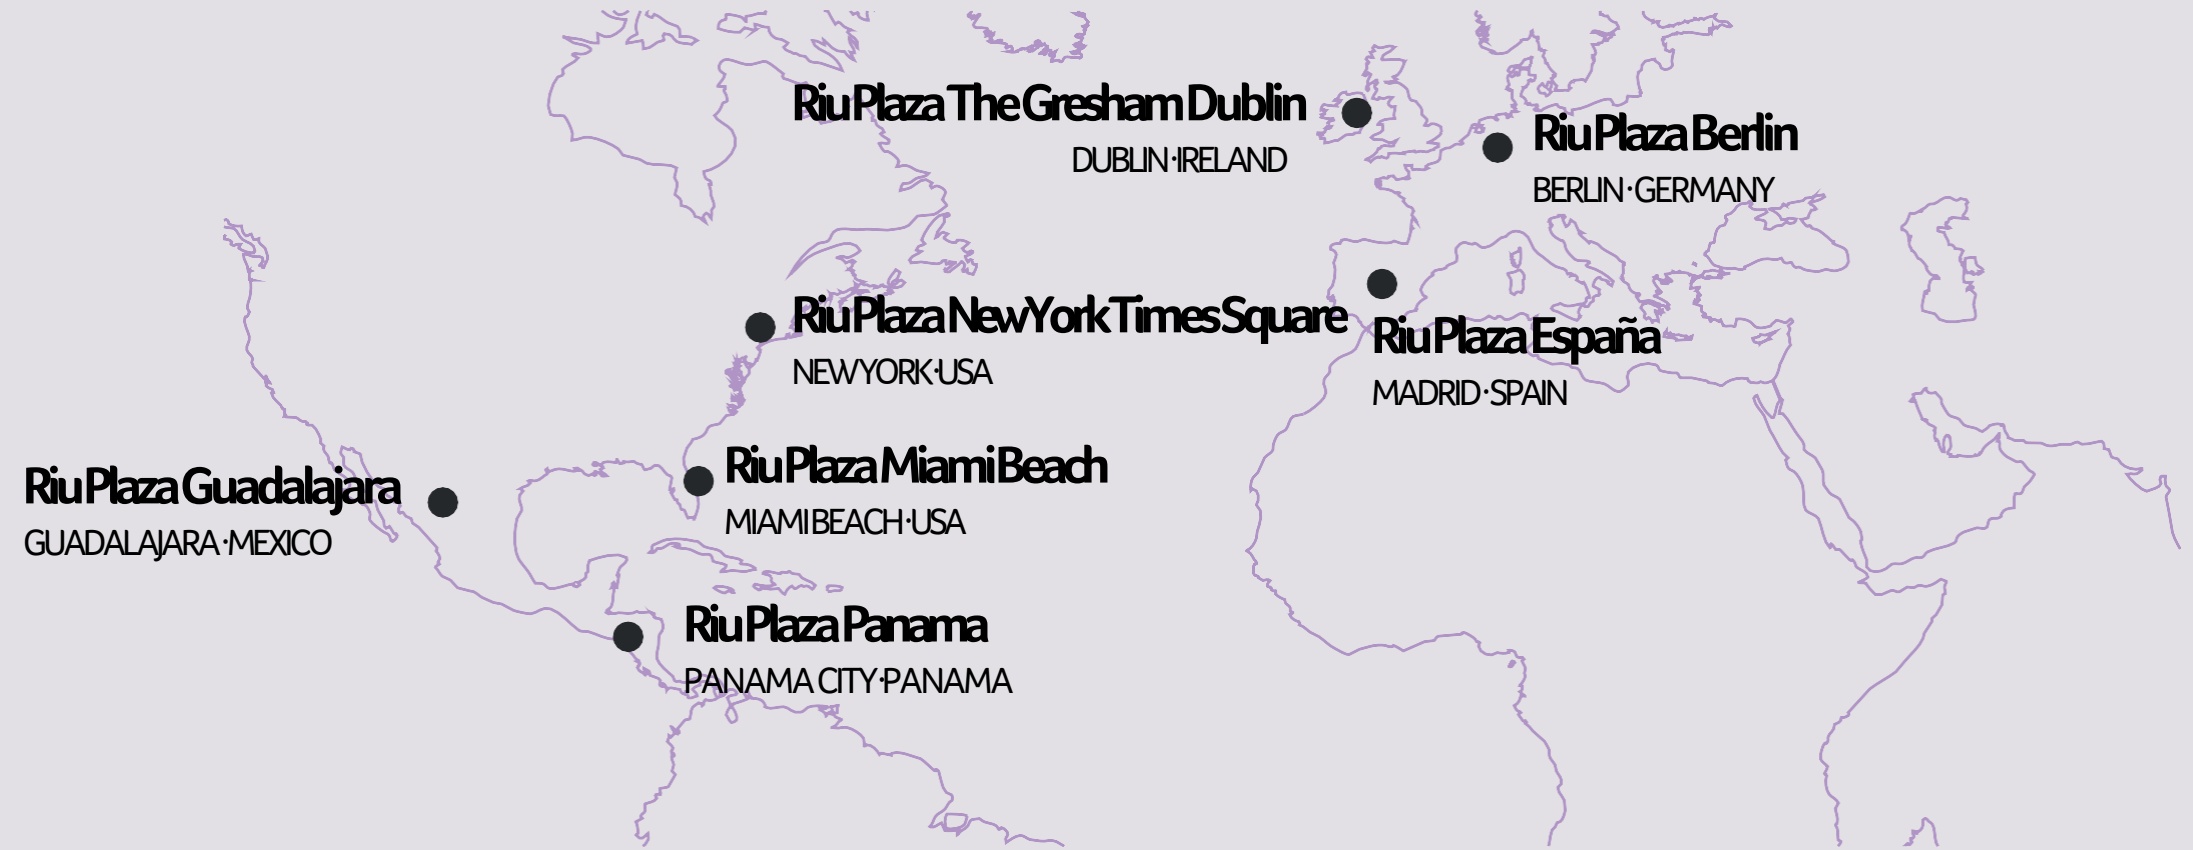 Riu Plaza The Gresham Dublin
DUBLIN·IRELAND
Riu Plaza Berlin
BERLIN·GERMANY
Riu Plaza New York Times Square
NEW YORK·USA
Riu Plaza España
MADRID·SPAIN
Riu Plaza Miami Beach
MIAMI BEACH·USA
Riu Plaza Guadalajara
GUADALAJARA·MEXICO
Riu Plaza Panama
PANAMA CITY·PANAMA